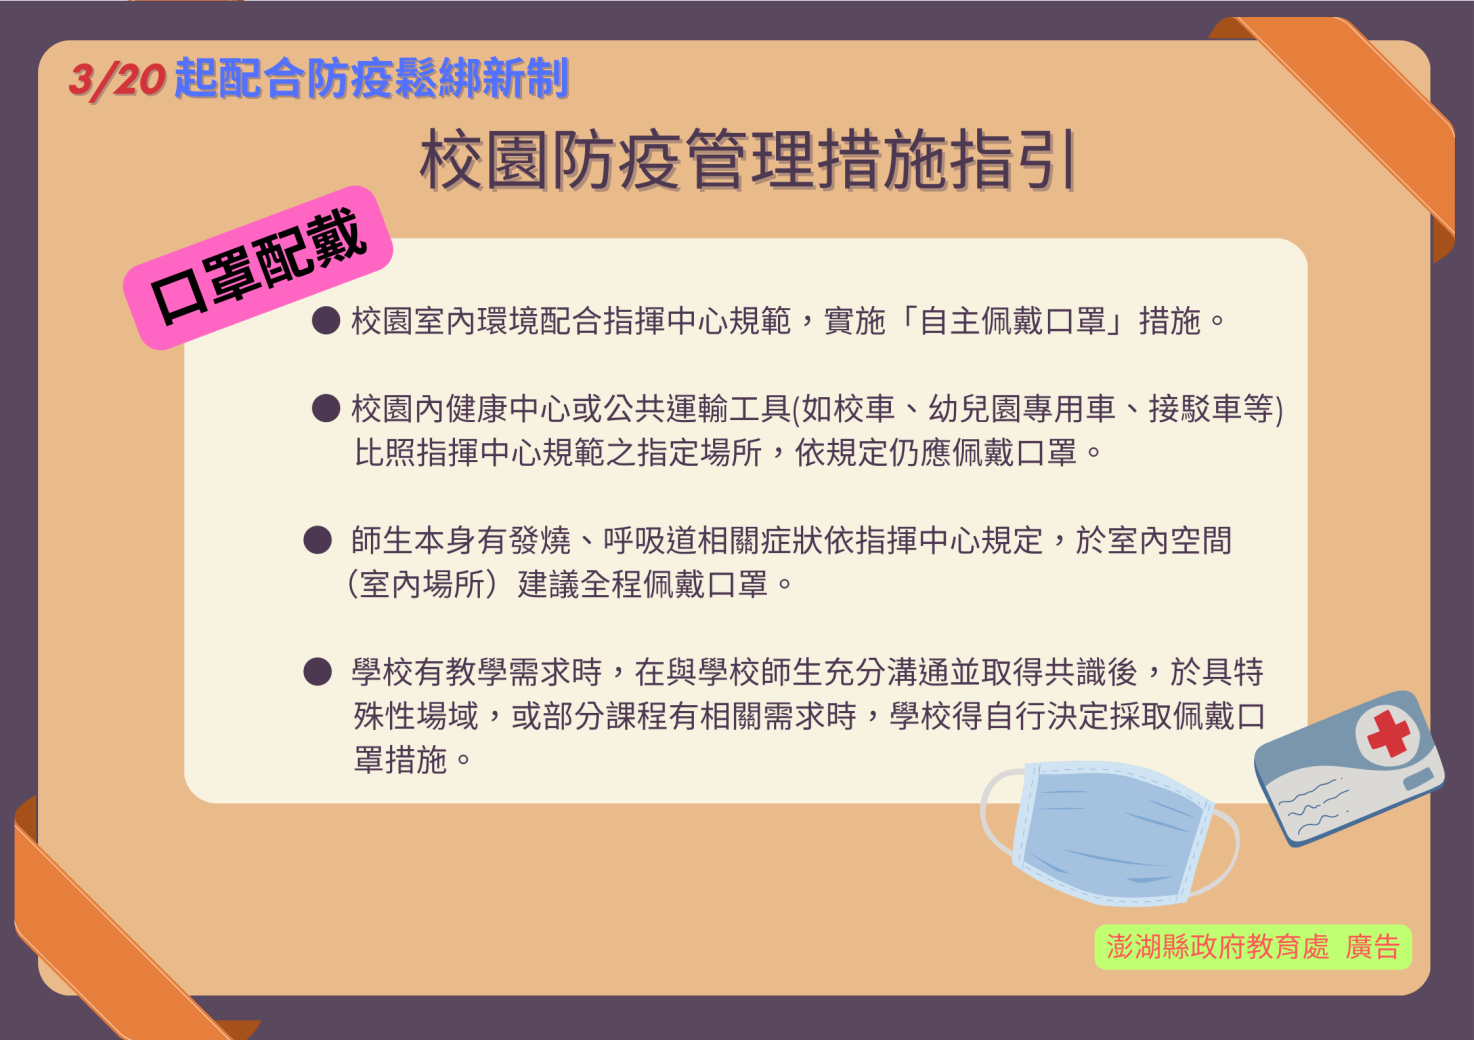 3/20 起配合防疫鬆綁新制
校園防疫管理措施指引
口罩配戴
● 校園室內環境配合指揮中心規範，實施「自主佩戴口罩」措施。
● 校園內健康中心或公共運輸工具(如校車、幼兒園專用車、接駁車等)
比照指揮中心規範之指定場所，依規定仍應佩戴口罩。
● 師生本身有發燒、呼吸道相關症狀依指揮中心規定，於室內空間
（室內場所）建議全程佩戴口罩。
● 學校有教學需求時，在與學校師生充分溝通並取得共識後，於具特
殊性場域，或部分課程有相關需求時，學校得自行決定採取佩戴口
罩措施。
澎湖縣政府教育處 廣告